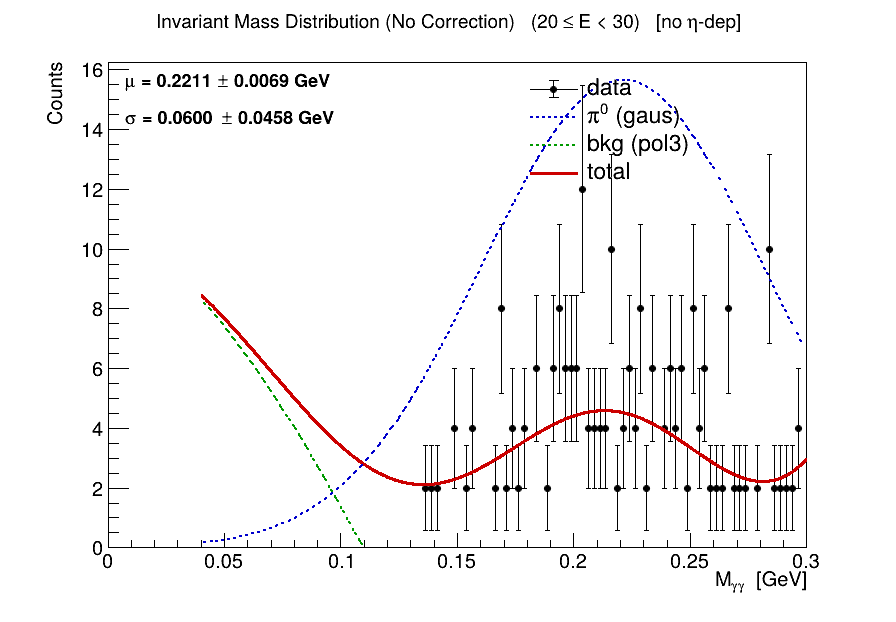 Invariant Mass Distribution (No Correction) (20 ≤ E < 30) [no η-dep]
Counts
μ = 0.2211 ± 0.0069 GeV
σ = 0.0600 ± 0.0458 GeV
data
π⁰ (gaus)
bkg (pol3)
total
16
14
12
10
8
6
4
2
0
0 0.05 0.1 0.15 0.2 0.25 0.3
M_γγ [GeV]